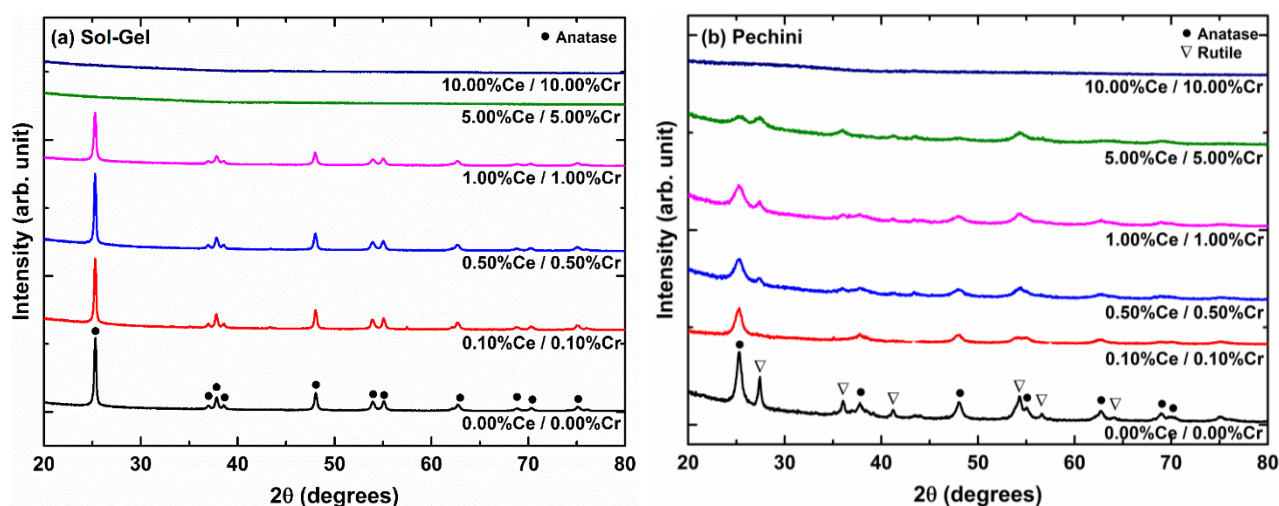 (a) Sol-Gel
● Anatase
10.00%Ce / 10.00%Cr
5.00%Ce / 5.00%Cr
1.00%Ce / 1.00%Cr
0.50%Ce / 0.50%Cr
0.10%Ce / 0.10%Cr
0.00%Ce / 0.00%Cr
Intensity (arb. unit)
20 30 40 50 60 70 80
2θ (degrees)
(b) Pechini
● Anatase
▽ Rutile
10.00%Ce / 10.00%Cr
5.00%Ce / 5.00%Cr
1.00%Ce / 1.00%Cr
0.50%Ce / 0.50%Cr
0.10%Ce / 0.10%Cr
0.00%Ce / 0.00%Cr
Intensity (arb. unit)
20 30 40 50 60 70 80
2θ (degrees)